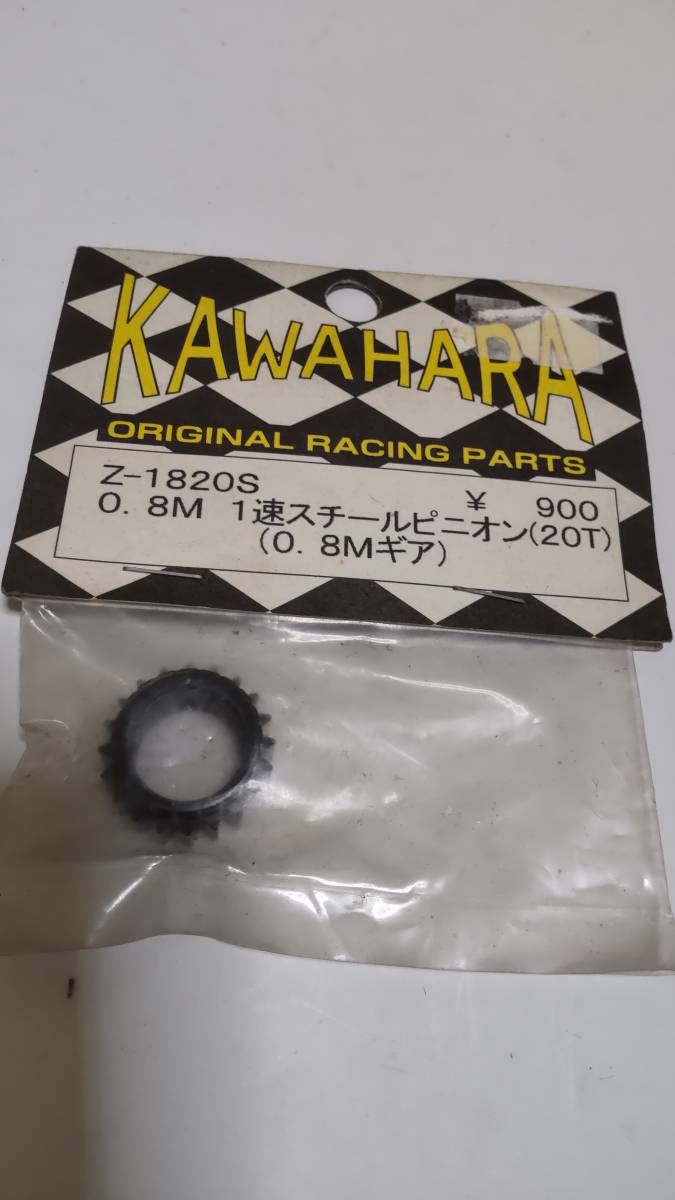 KAWAHARA
ORIGINAL RACING PARTS
Z-1820S ¥ 900
0.8M 1速スチールピニオン(20T)
(0.8Mギア)